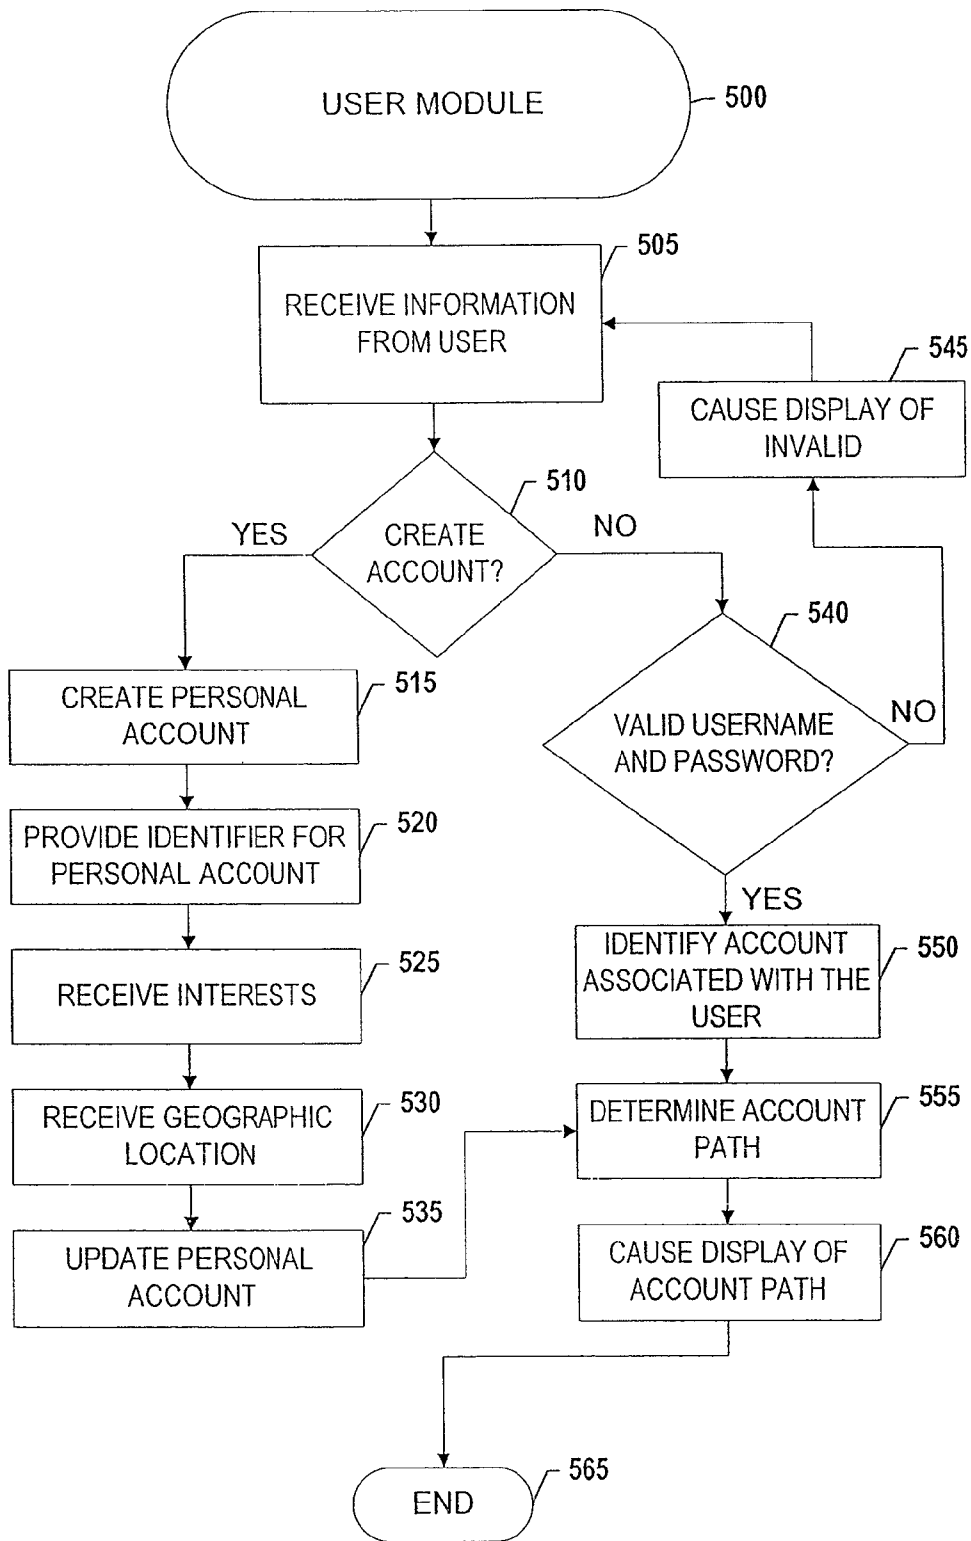 USER MODULE
500
505
RECEIVE INFORMATION
FROM USER
545
CAUSE DISPLAY OF
INVALID
510
YES
NO
CREATE
ACCOUNT?
540
515
CREATE PERSONAL
ACCOUNT
VALID USERNAME
AND PASSWORD?
NO
520
PROVIDE IDENTIFIER FOR
PERSONAL ACCOUNT
YES
525
RECEIVE INTERESTS
550
IDENTIFY ACCOUNT
ASSOCIATED WITH THE
USER
530
RECEIVE GEOGRAPHIC
LOCATION
555
DETERMINE ACCOUNT
PATH
535
UPDATE PERSONAL
ACCOUNT
560
CAUSE DISPLAY OF
ACCOUNT PATH
565
END